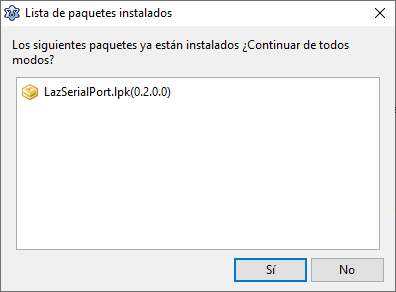 Lista de paquetes instalados
Los siguientes paquetes ya están instalados ¿Continuar de todos
modos?
LazSerialPort.lpk(0.2.0.0)
Sí
No